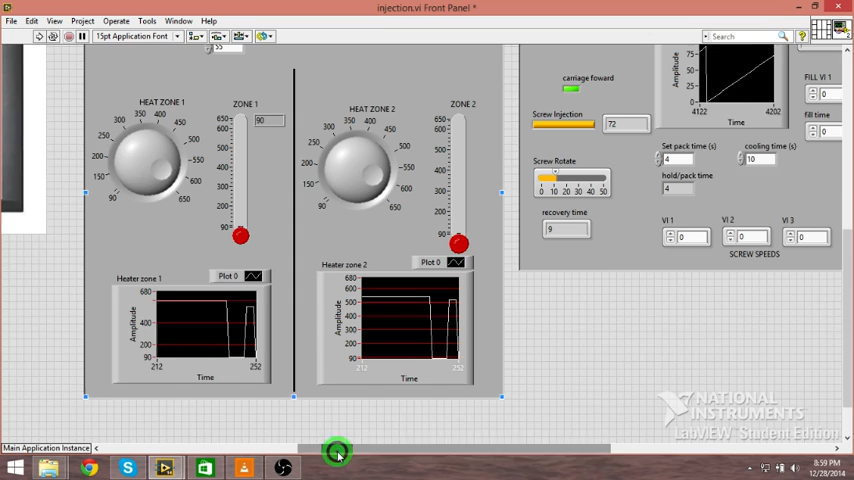 injection.vi Front Panel *
File Edit View Project Operate Tools Window Help
15pt Application Font
Search
55
HEAT ZONE 1
90 150 200 250 300 350 400 450 500 550 600 650
ZONE 1
90
650 600 500 400 300 200 90
HEAT ZONE 2
90 150 200 250 300 350 400 450 500 550 600 650
ZONE 2
650 600 500 400 300 200 90
Plot 0
Heater zone 1
Amplitude
680 400 200 90
212 252
Time
Plot 0
Heater zone 2
Amplitude
680 600 500 400 300 200 90
212 252
Time
carriage foward
Screw Injection
72
Screw Rotate
0 10 20 30 40 50
recovery time
9
Amplitude
75 50 25 0
4122 4202
Time
Set pack time (s)
4
cooling time (s)
10
hold/pack time
4
FILL VI 1
0
fill time
0
VI 1 VI 2 VI 3
0 0 0
SCREW SPEEDS
NATIONAL INSTRUMENTS
LabVIEW Student Edition
Main Application Instance
8:59 PM
12/28/2014